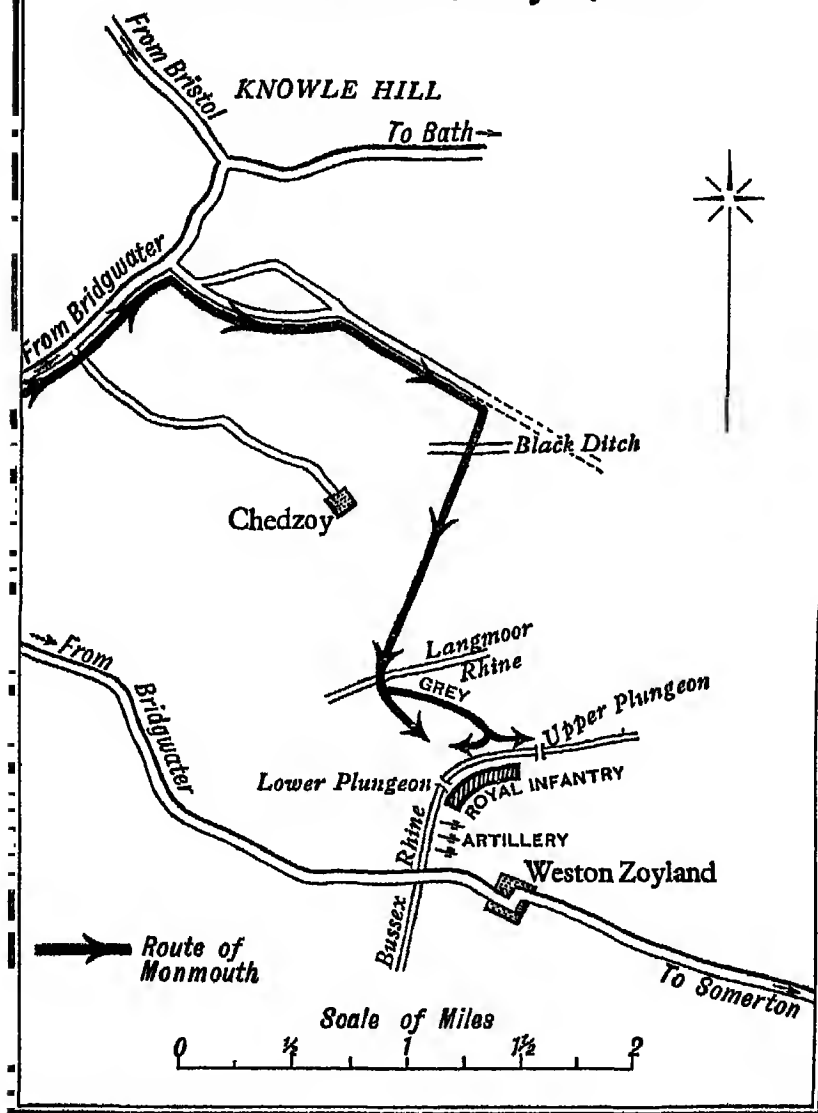 From Bristol
KNOWLE HILL
To Bath
From Bridgwater
Black Ditch
Chedzoy
From
Bridgwater
Langmoor
Rhine
GREY
Upper Plungeon
Lower Plungeon
ROYAL INFANTRY
ARTILLERY
Bussex Rhine
Weston Zoyland
To Somerton
Route of
Monmouth
Scale of Miles
0 ½ 1 1½ 2